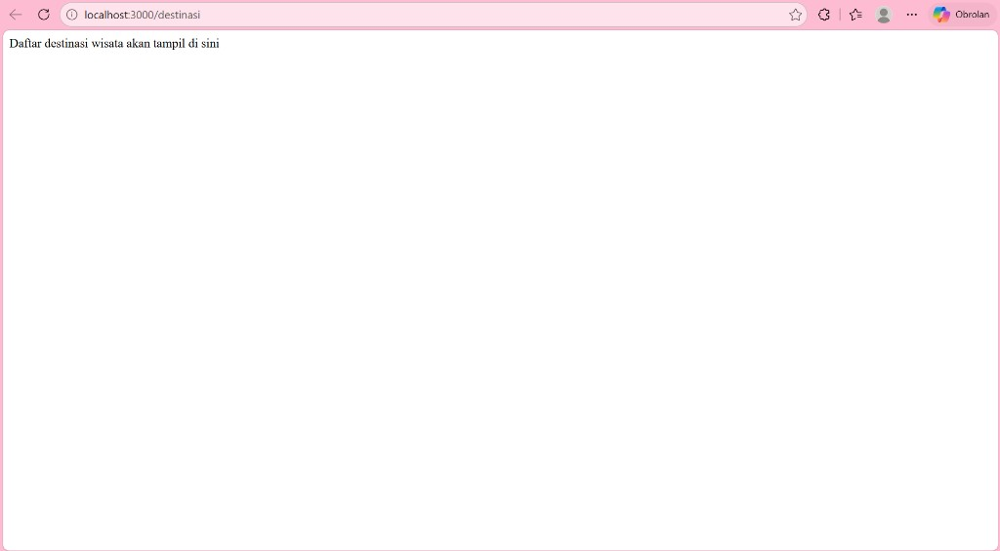 localhost:3000/destinasi
Obrolan
Daftar destinasi wisata akan tampil di sini